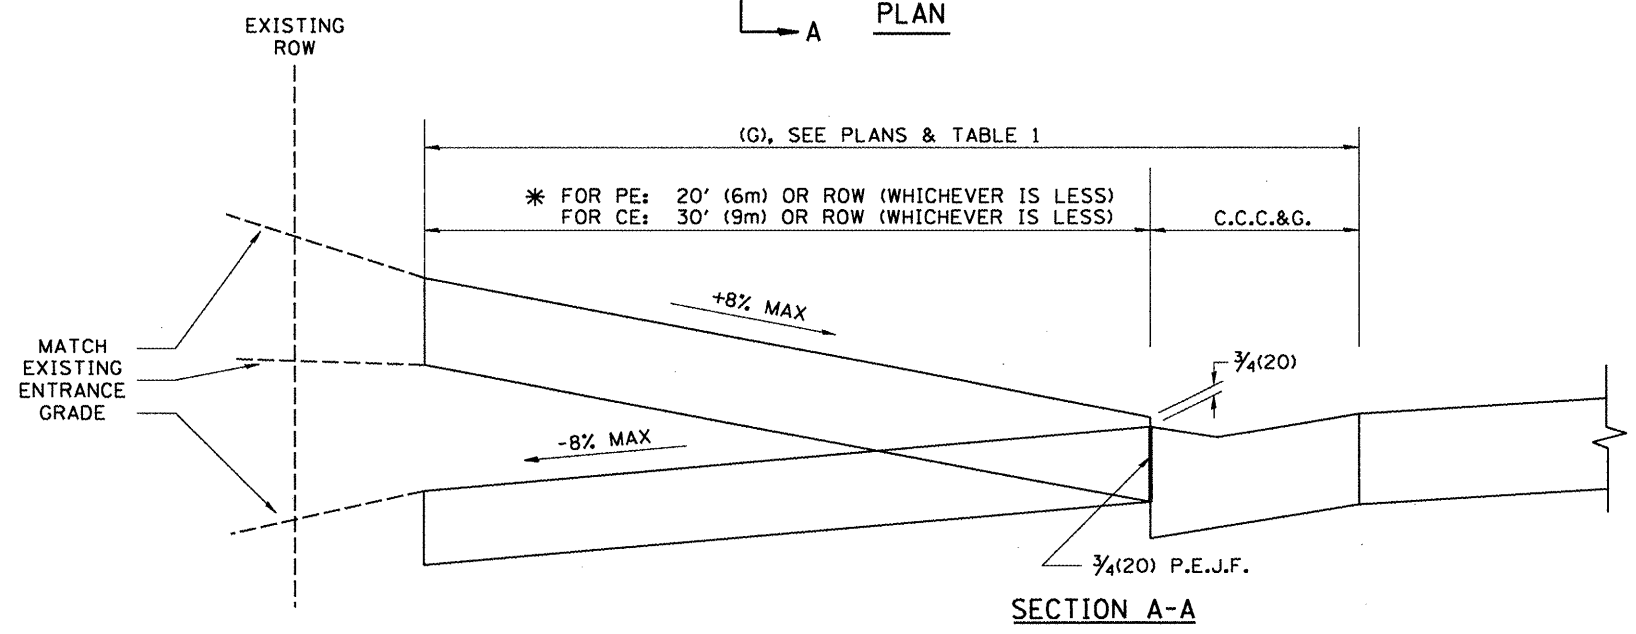 PLAN
A
EXISTING
ROW
(G), SEE PLANS & TABLE 1
* FOR PE: 20' (6m) OR ROW (WHICHEVER IS LESS)
FOR CE: 30' (9m) OR ROW (WHICHEVER IS LESS)
C.C.C.&G.
+8% MAX
MATCH
EXISTING
ENTRANCE
GRADE
3/4(20)
-8% MAX
3/4(20) P.E.J.F.
SECTION A-A